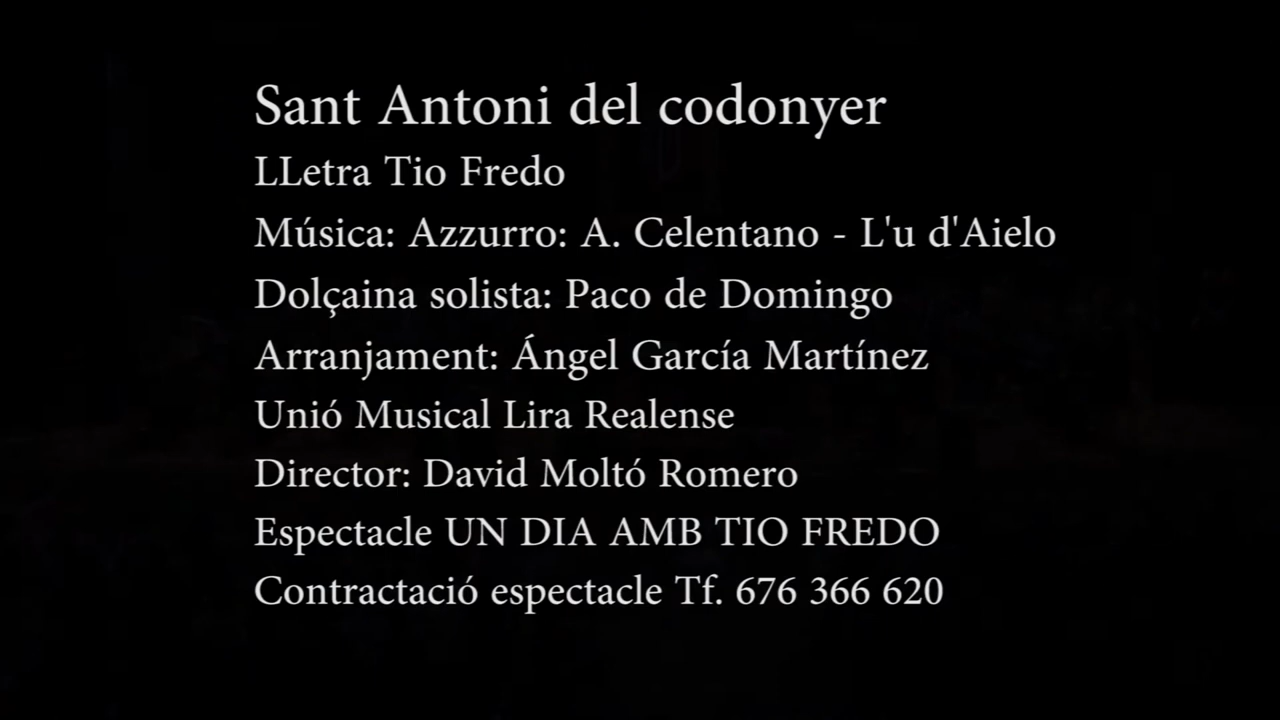 Sant Antoni del codonyer
LLetra Tio Fredo
Música: Azzurro: A. Celentano - L'u d'Aielo
Dolçaina solista: Paco de Domingo
Arranjament: Ángel García Martínez
Unió Musical Lira Realense
Director: David Moltó Romero
Espectacle UN DIA AMB TIO FREDO
Contractació espectacle Tf. 676 366 620